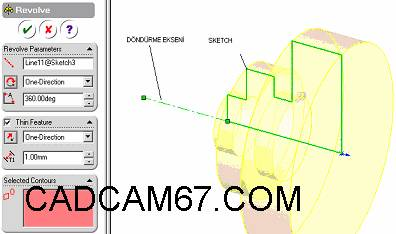 Revolve
Revolve Parameters
Line11@Sketch3
One-Direction
360.00deg
Thin Feature
One-Direction
1.00mm
Selected Contours
DÖNDÜRME EKSENİ
SKETCH
CADCAM67.COM